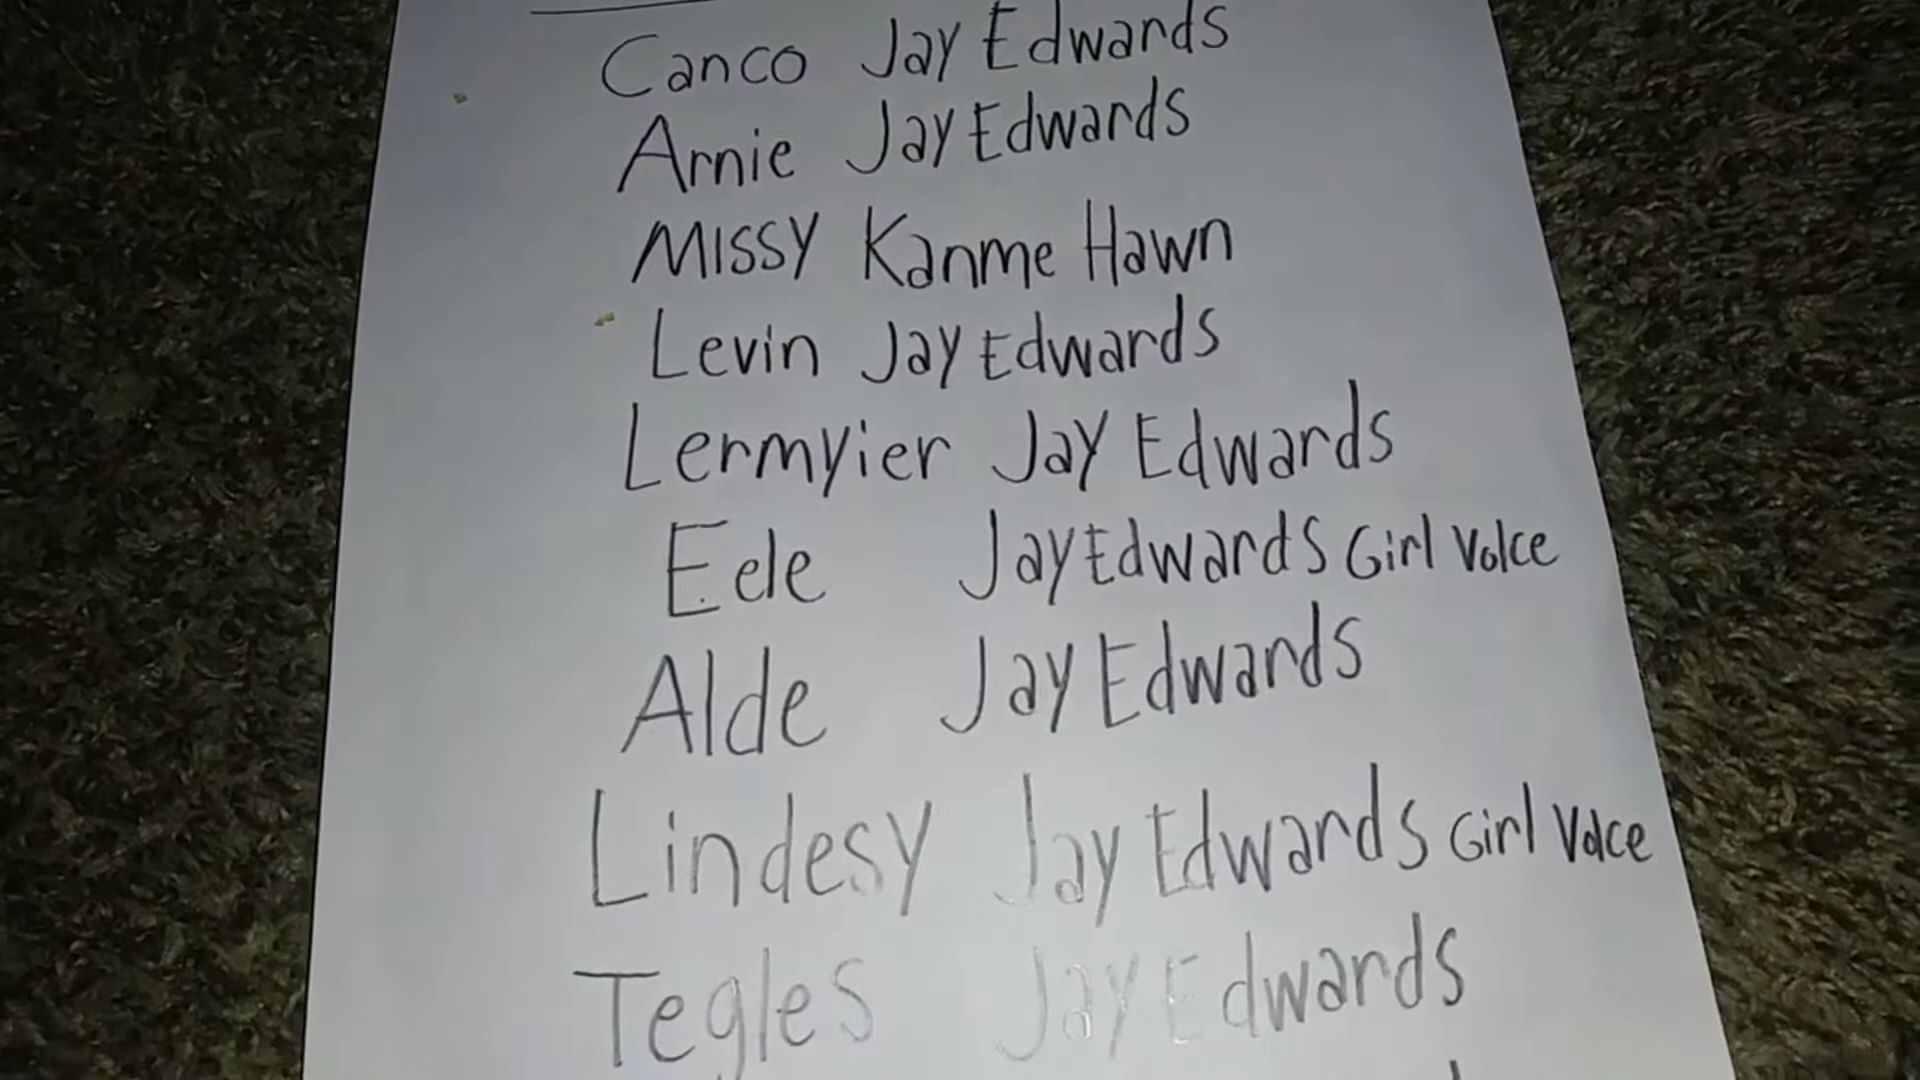 Canco Jay Edwards
Arnie Jay Edwards
MISSY Kanme Hawn
Levin Jay Edwards
Lermyier Jay Edwards
Eele Jay Edwards Girl Voice
Alde Jay Edwards
Lindesy Jay Edwards Girl Voice
Tegles Jay Edwards